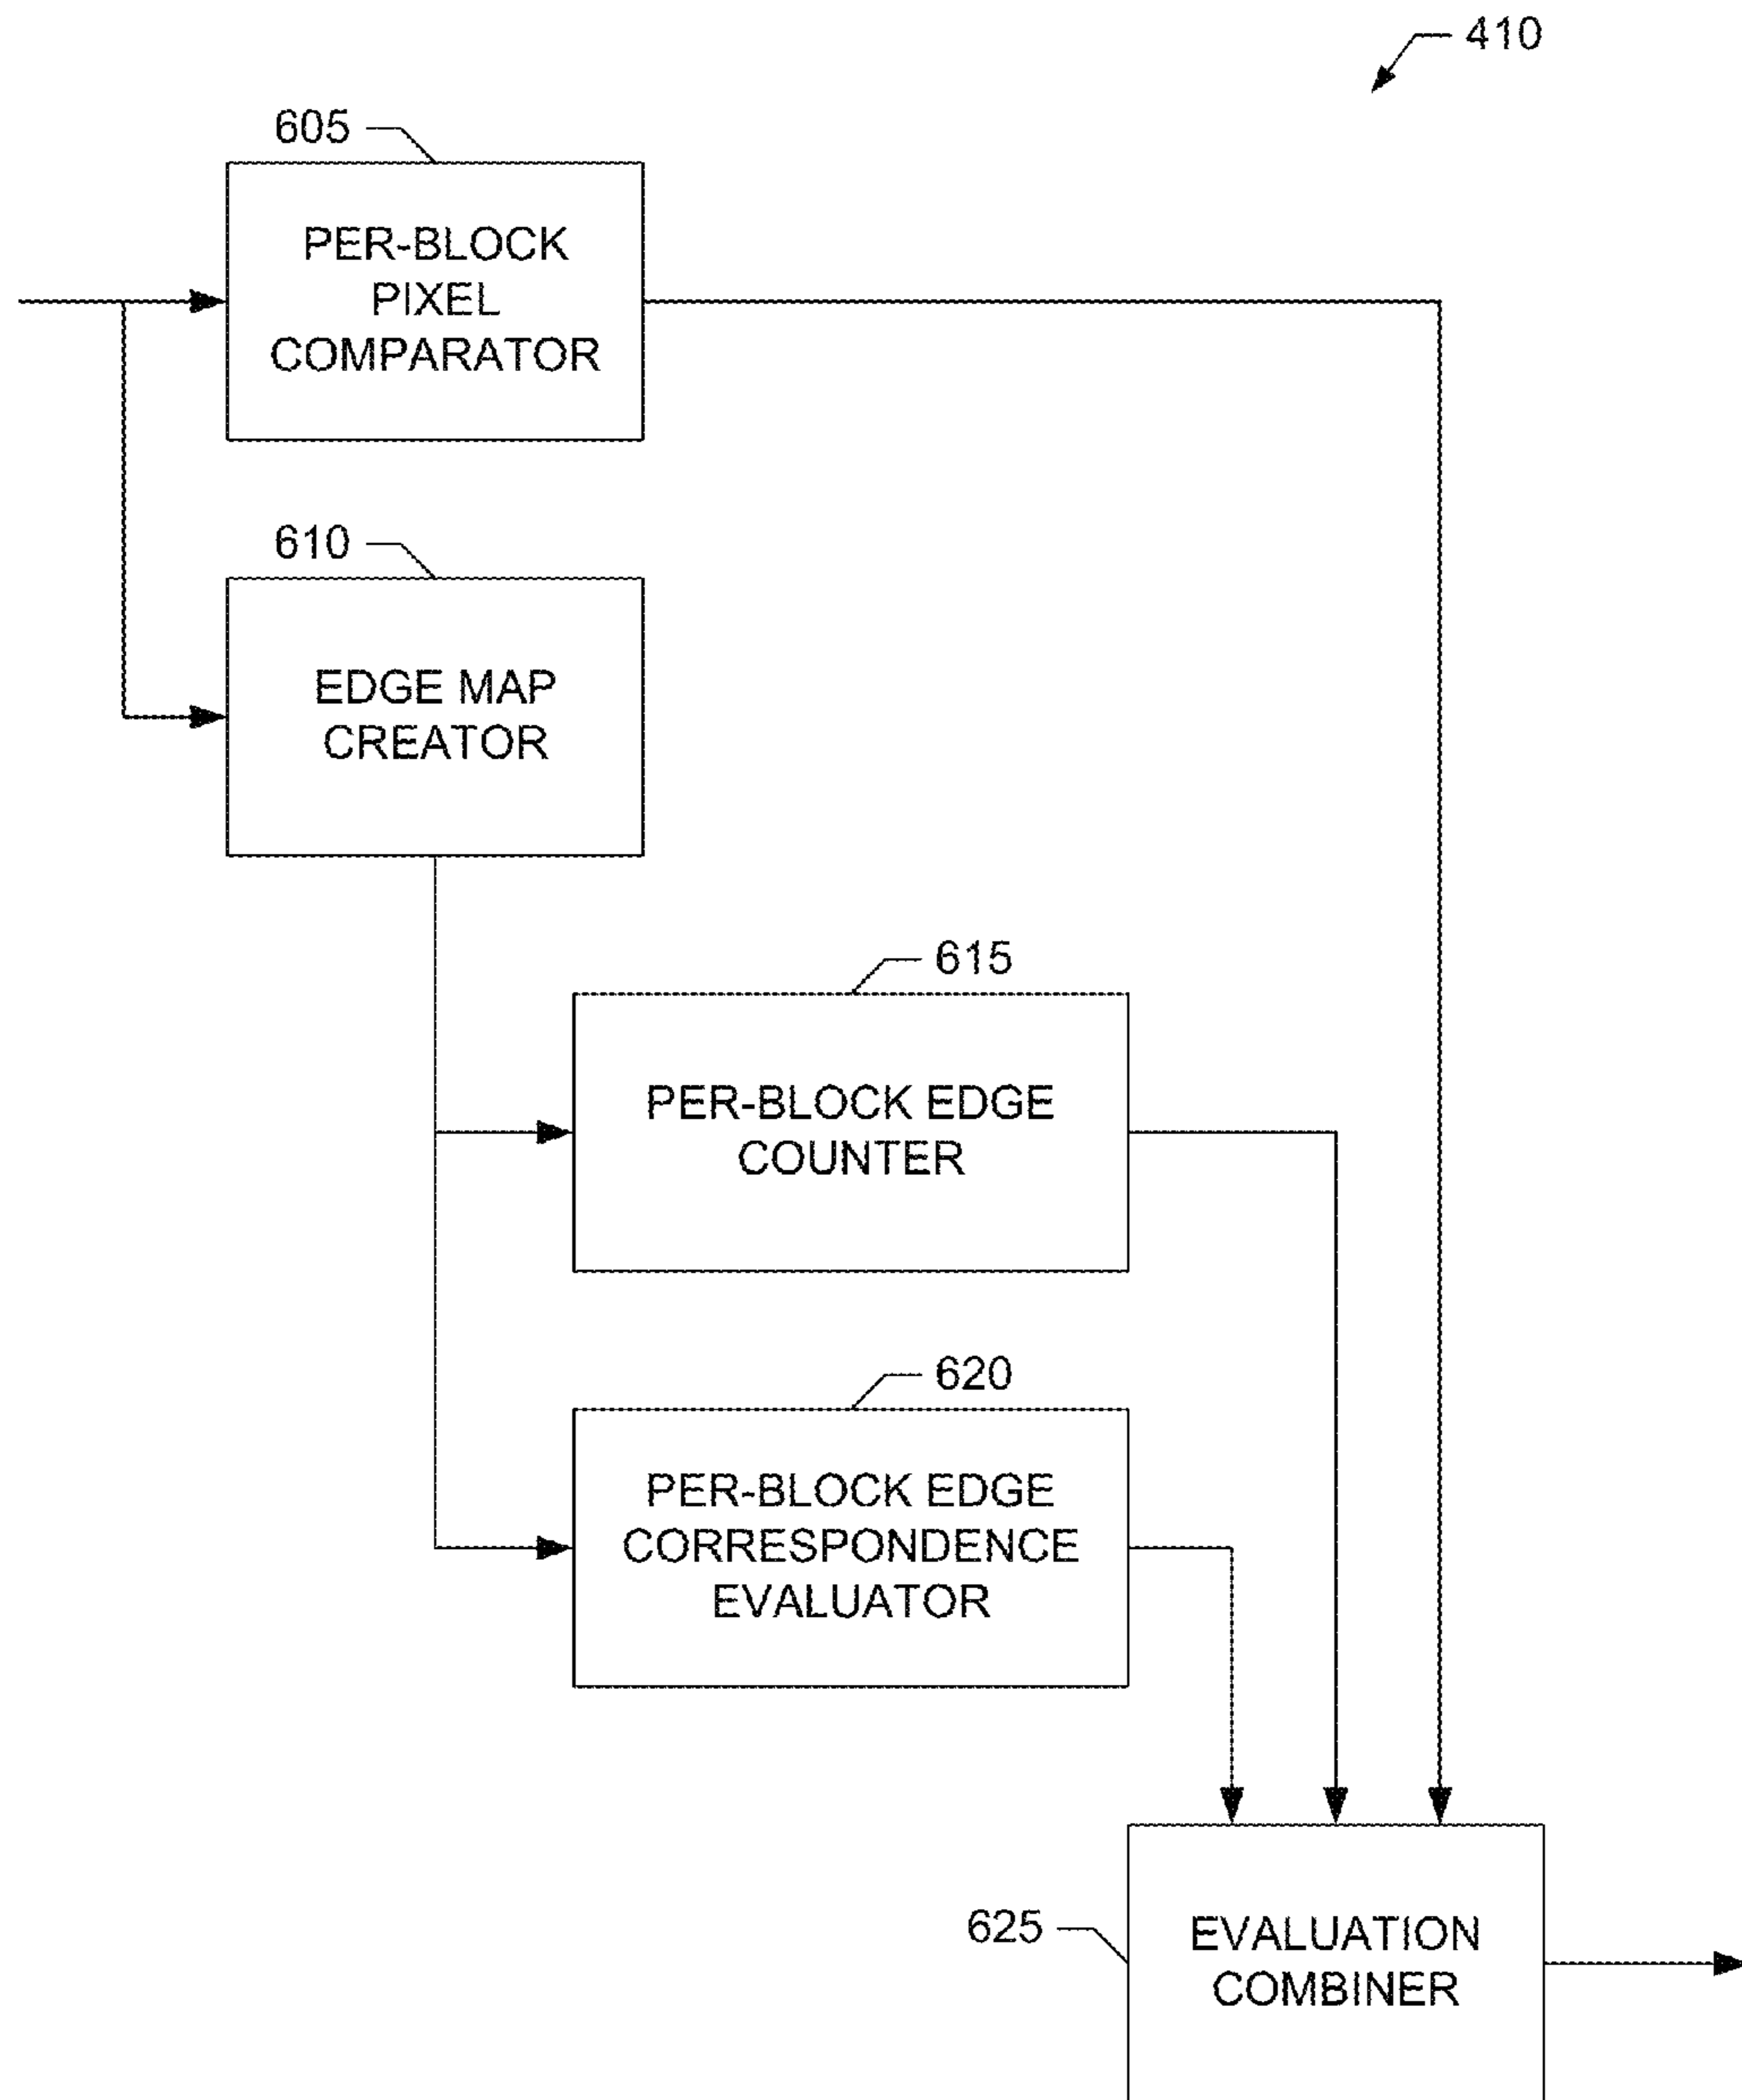 410
605
PER-BLOCK
PIXEL
COMPARATOR
610
EDGE MAP
CREATOR
615
PER-BLOCK EDGE
COUNTER
620
PER-BLOCK EDGE
CORRESPONDENCE
EVALUATOR
625
EVALUATION
COMBINER